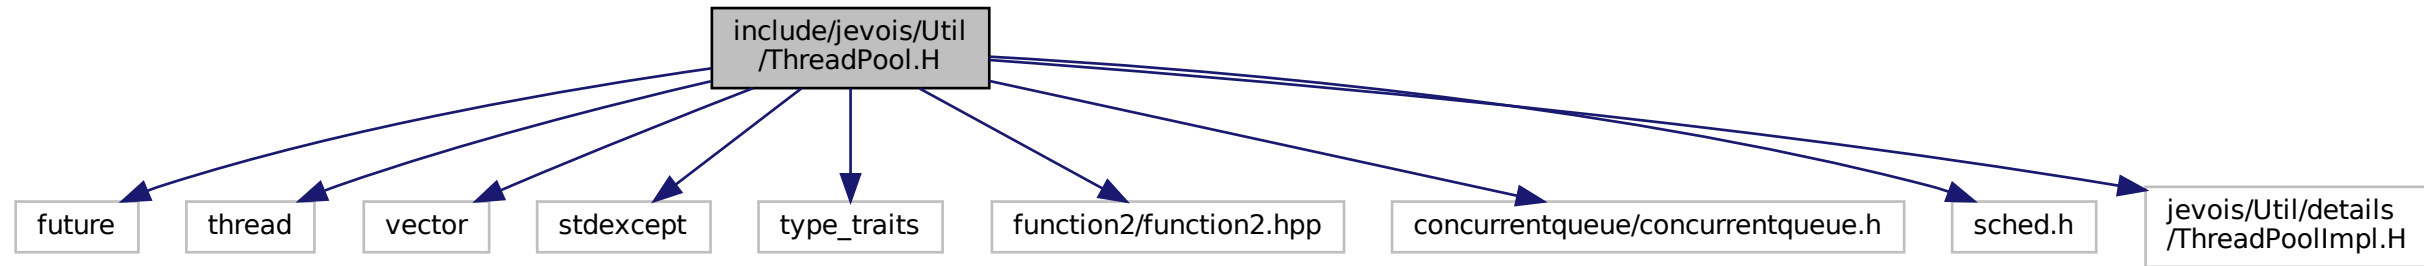 include/jevois/Util
/ThreadPool.H
future
thread
vector
stdexcept
type_traits
function2/function2.hpp
concurrentqueue/concurrentqueue.h
sched.h
jevois/Util/details
/ThreadPoolImpl.H